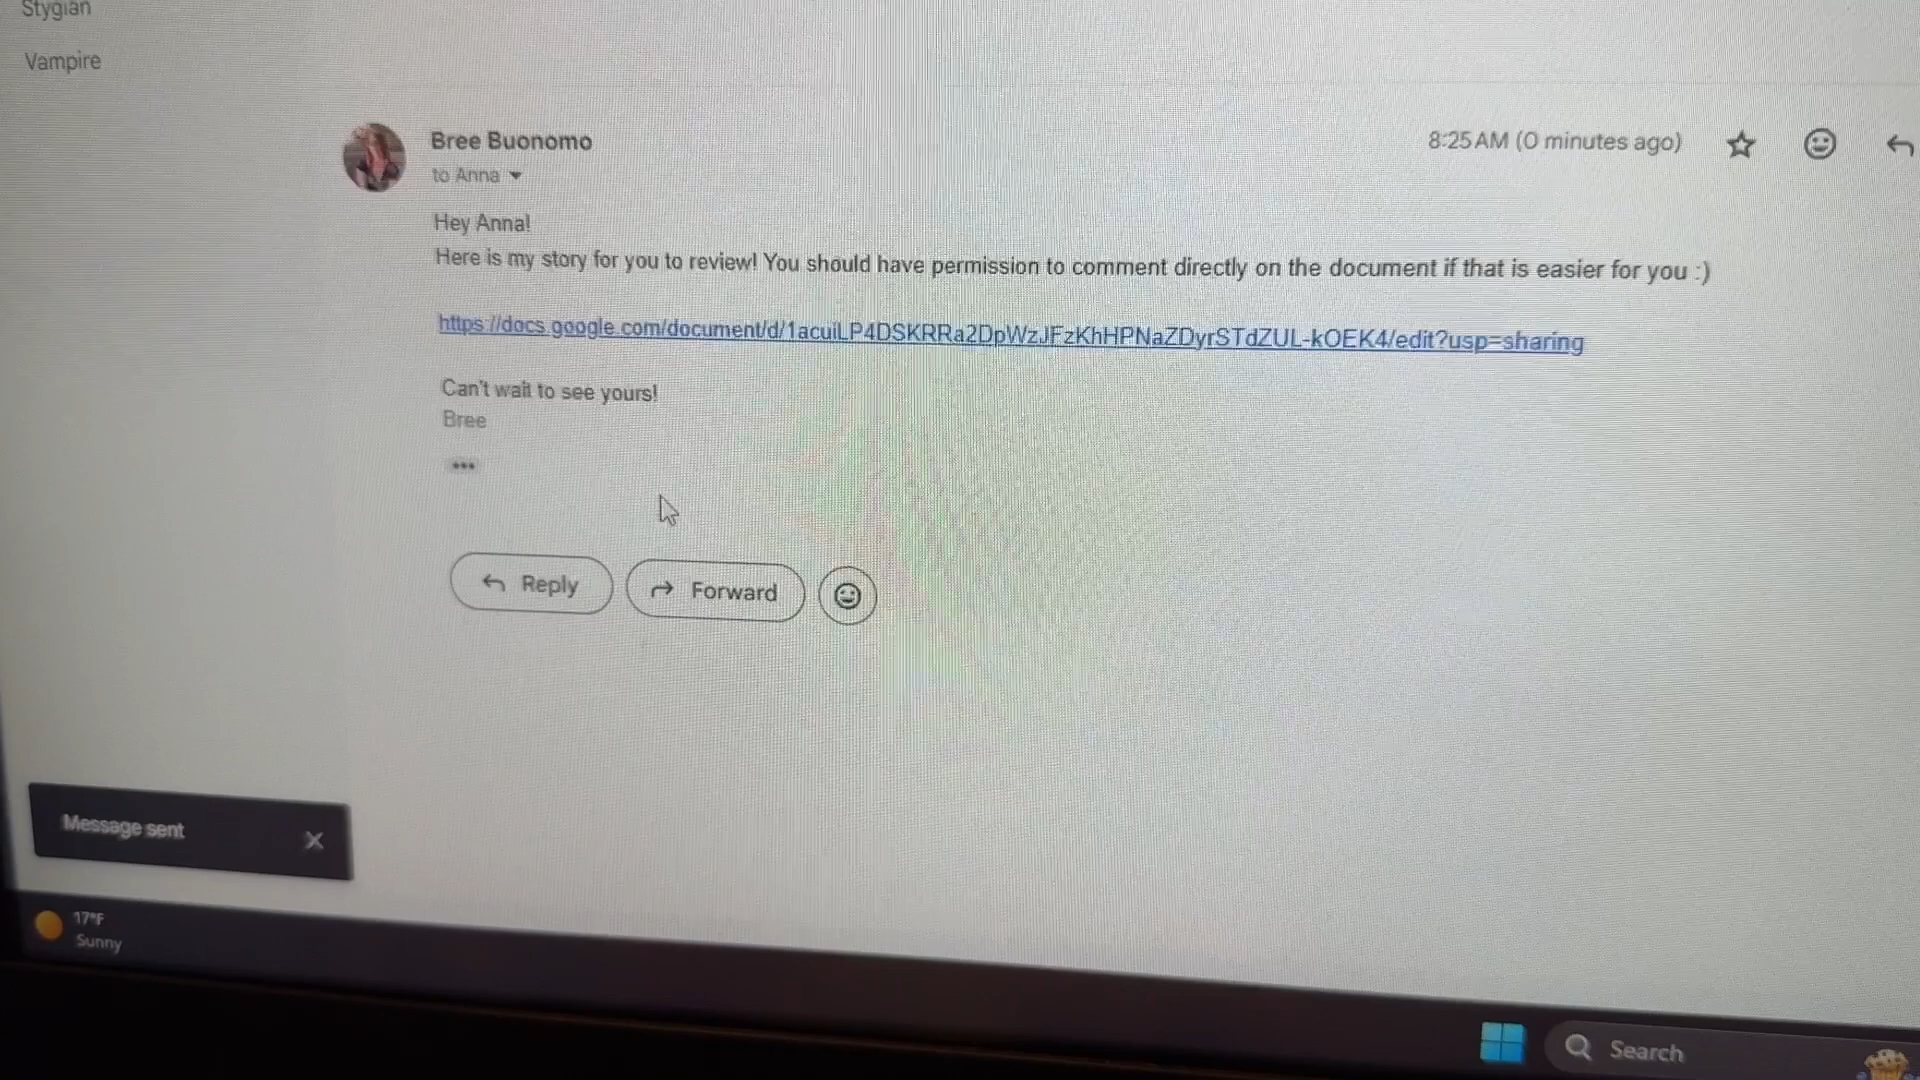 Stygian
Vampire
Bree Buonomo
8:25 AM (0 minutes ago)
to Anna
Hey Anna!
Here is my story for you to review! You should have permission to comment directly on the document if that is easier for you :)
https://docs.google.com/document/d/1acuiLP4DSKRRa2DpWzJFzKhHPNaZDyrSTdZUL-kOEK4/edit?usp=sharing
Can't wait to see yours!
Bree
Reply
Forward
Message sent
17°F
Sunny
Search